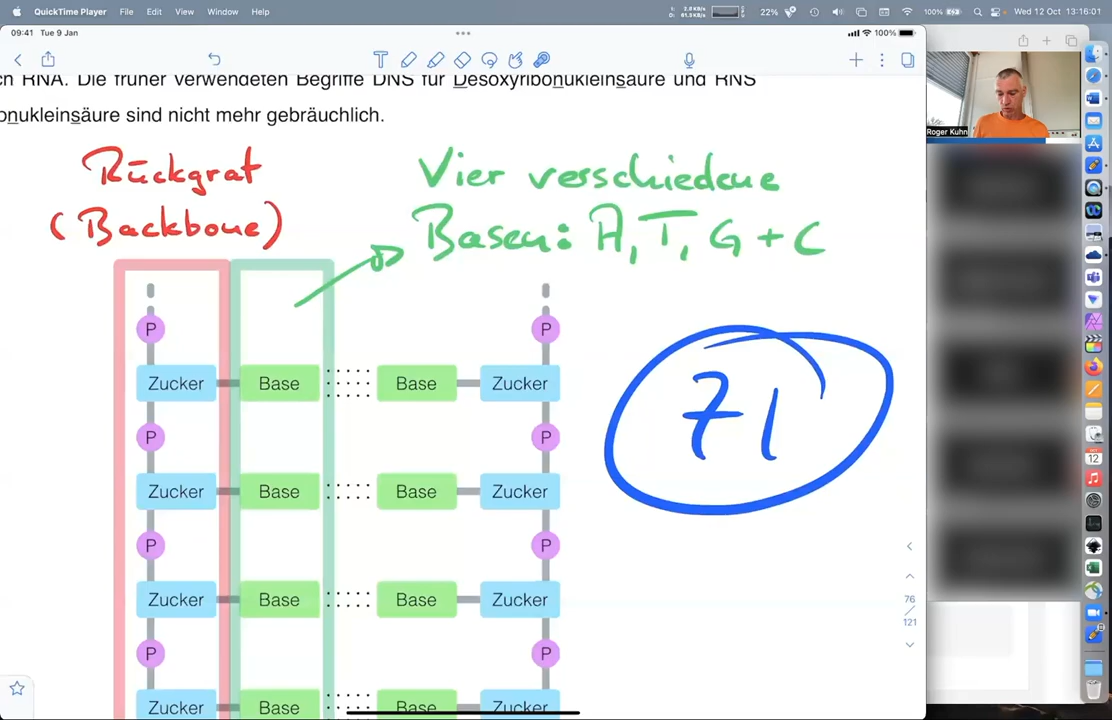 QuickTime Player File Edit View Window Help
22% 100% Wed 12 Oct 13:16:01
09:41 Tue 9 Jan
100%
ch RNA. Die früher verwendeten Begriffe DNS für Desoxyribonukleinsäure und RNS
onukleinsäure sind nicht mehr gebräuchlich.
Roger Kuhn
Rückgrat
(Backbone)
Vier verschiedene
Basen: A, T, G + C
P P
Zucker Base Base Zucker
P P
Zucker Base Base Zucker
P P
Zucker Base Base Zucker
P P
Zucker Base Base Zucker
71
76
/
121
12